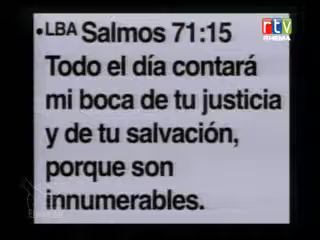 rtv
RHEMA
•LBA Salmos 71:15
Todo el día contará
mi boca de tu justicia
y de tu salvación,
porque son
innumerables.